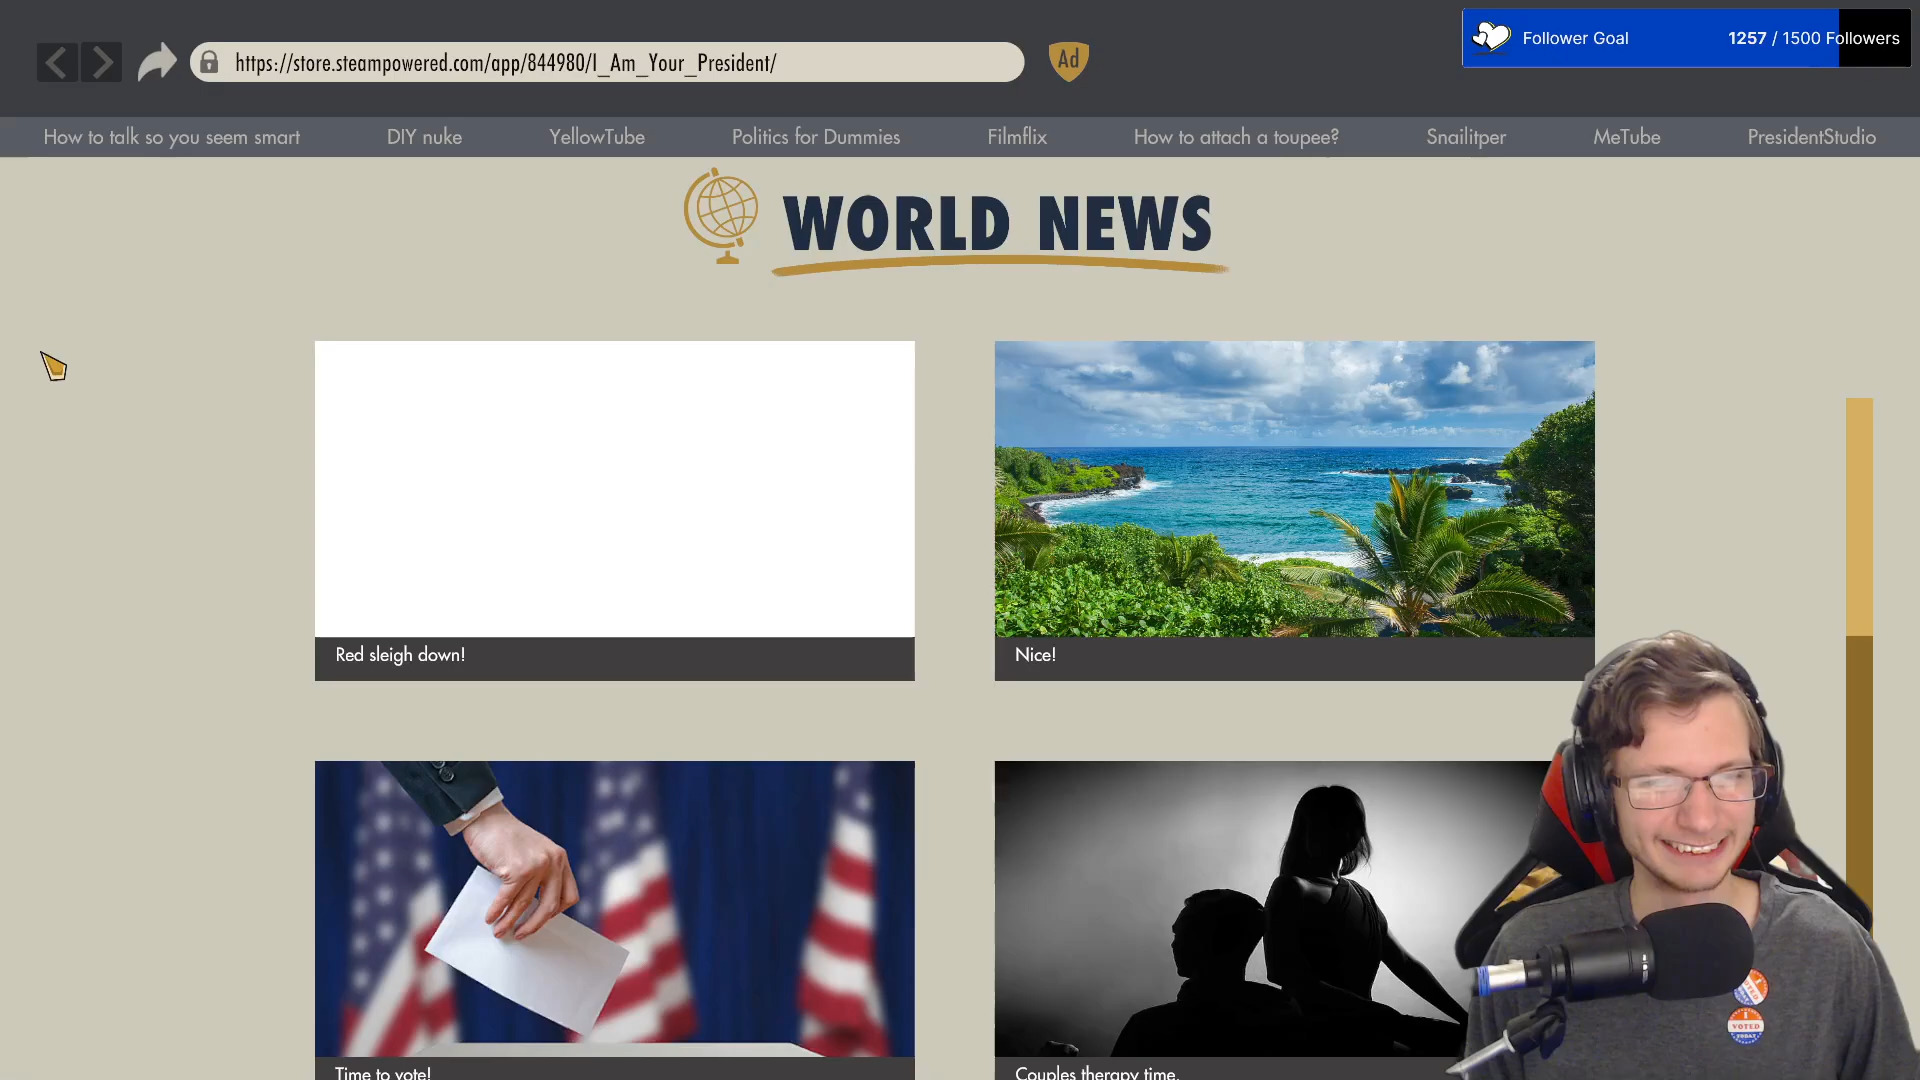 https://store.steampowered.com/app/844980/I_Am_Your_President/
Ad
Follower Goal
1257 / 1500 Followers
How to talk so you seem smart
DIY nuke
YellowTube
Politics for Dummies
Filmflix
How to attach a toupee?
Snailitper
MeTube
PresidentStudio
WORLD NEWS
Red sleigh down!
Nice!
Time to vote!
Couples therapy time.
I VOTED
TODAY